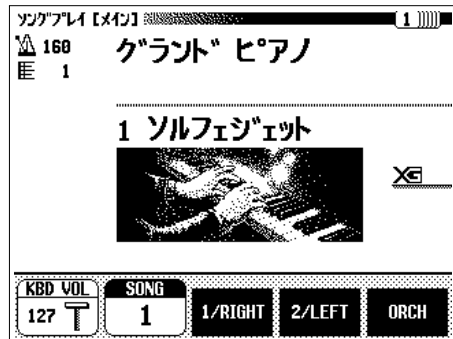 ソングプレイ [メイン] 1
160 グランド ピアノ
1
1 ソルフェジェット
XG
KBD VOL SONG
127 1 1/RIGHT 2/LEFT ORCH